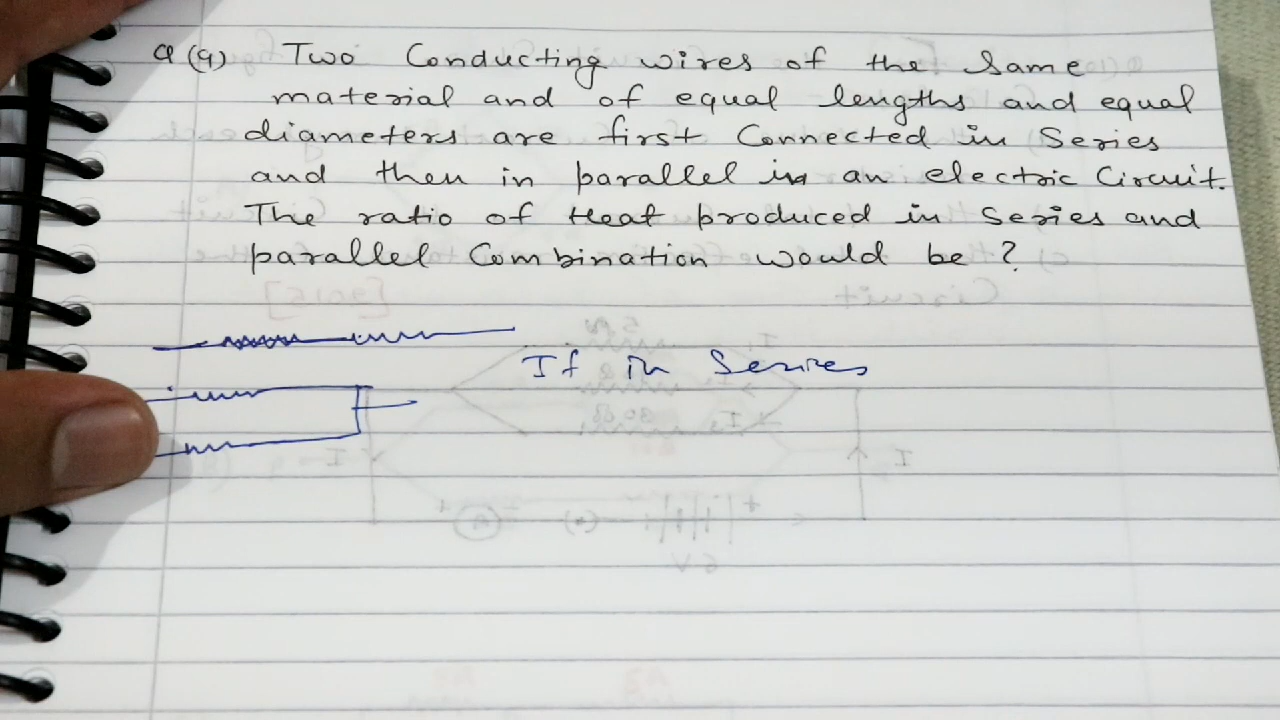 Q (9) Two Conducting wires of the Same
material and of equal lengths and equal
diameters are first Connected in Series
and then in parallel in an electric Circuit.
The ratio of Heat produced in Series and
parallel Combination would be ?
If in Series